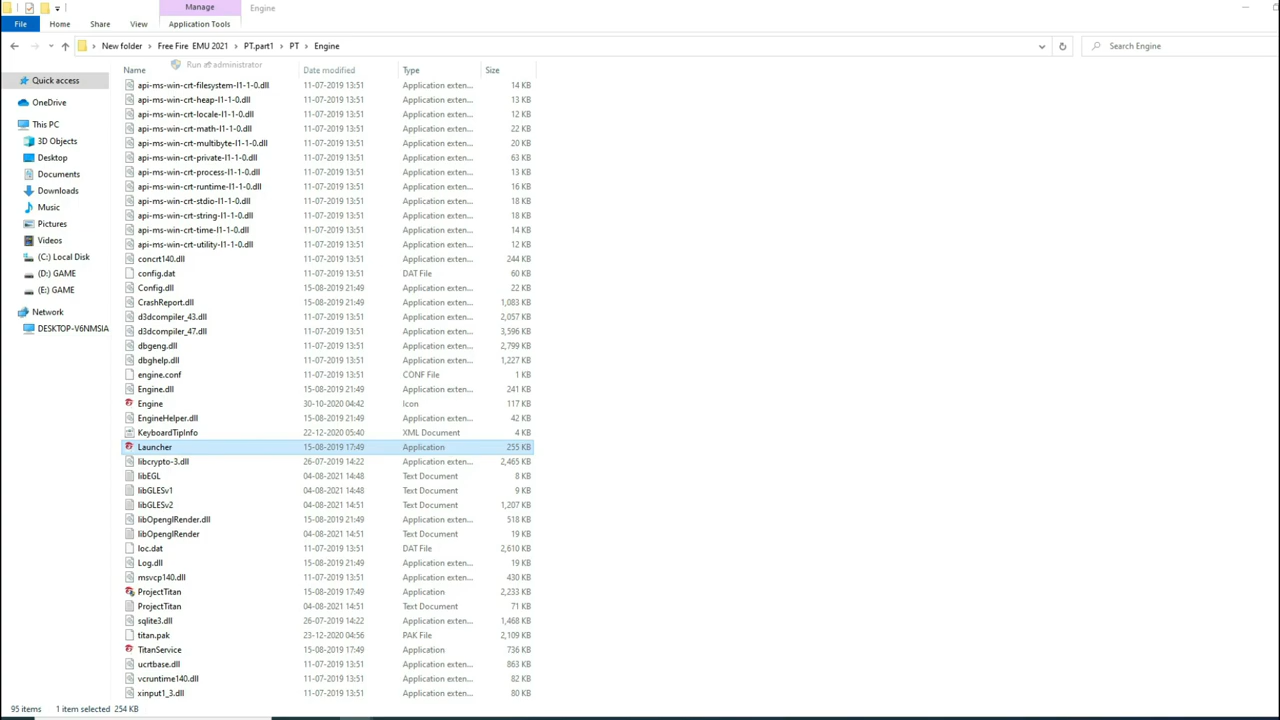 Manage
Engine
File
Home
Share
View
Application Tools
New folder > Free Fire EMU 2021 > PT.part1 > PT > Engine
Search Engine
Run as administrator
Name
Date modified
Type
Size
Quick access
OneDrive
This PC
3D Objects
Desktop
Documents
Downloads
Music
Pictures
Videos
(C:) Local Disk
(D:) GAME
(E:) GAME
Network
DESKTOP-V6NMSIA
api-ms-win-crt-filesystem-l1-1-0.dll 11-07-2019 13:51 Application exten... 14 KB
api-ms-win-crt-heap-l1-1-0.dll 11-07-2019 13:51 Application exten... 13 KB
api-ms-win-crt-locale-l1-1-0.dll 11-07-2019 13:51 Application exten... 12 KB
api-ms-win-crt-math-l1-1-0.dll 11-07-2019 13:51 Application exten... 22 KB
api-ms-win-crt-multibyte-l1-1-0.dll 11-07-2019 13:51 Application exten... 20 KB
api-ms-win-crt-private-l1-1-0.dll 11-07-2019 13:51 Application exten... 63 KB
api-ms-win-crt-process-l1-1-0.dll 11-07-2019 13:51 Application exten... 13 KB
api-ms-win-crt-runtime-l1-1-0.dll 11-07-2019 13:51 Application exten... 16 KB
api-ms-win-crt-stdio-l1-1-0.dll 11-07-2019 13:51 Application exten... 18 KB
api-ms-win-crt-string-l1-1-0.dll 11-07-2019 13:51 Application exten... 18 KB
api-ms-win-crt-time-l1-1-0.dll 11-07-2019 13:51 Application exten... 14 KB
api-ms-win-crt-utility-l1-1-0.dll 11-07-2019 13:51 Application exten... 12 KB
concrt140.dll 11-07-2019 13:51 Application exten... 244 KB
config.dat 11-07-2019 13:51 DAT File 60 KB
Config.dll 15-08-2019 21:49 Application exten... 22 KB
CrashReport.dll 15-08-2019 21:49 Application exten... 1,083 KB
d3dcompiler_43.dll 11-07-2019 13:51 Application exten... 2,057 KB
d3dcompiler_47.dll 11-07-2019 13:51 Application exten... 3,596 KB
dbgeng.dll 11-07-2019 13:51 Application exten... 2,799 KB
dbghelp.dll 11-07-2019 13:51 Application exten... 1,227 KB
engine.conf 11-07-2019 13:51 CONF File 1 KB
Engine.dll 15-08-2019 21:49 Application exten... 241 KB
Engine 30-10-2020 04:42 Icon 117 KB
EngineHelper.dll 15-08-2019 21:49 Application exten... 42 KB
KeyboardTipInfo 22-12-2020 05:40 XML Document 4 KB
Launcher 15-08-2019 17:49 Application 255 KB
libcrypto-3.dll 26-07-2019 14:22 Application exten... 2,465 KB
libEGL 04-08-2021 14:48 Text Document 8 KB
libGLESv1 04-08-2021 14:48 Text Document 9 KB
libGLESv2 04-08-2021 14:51 Text Document 1,207 KB
libOpenglRender.dll 15-08-2019 21:49 Application exten... 518 KB
libOpenglRender 04-08-2021 14:51 Text Document 19 KB
loc.dat 11-07-2019 13:51 DAT File 2,610 KB
Log.dll 15-08-2019 21:49 Application exten... 19 KB
msvcp140.dll 11-07-2019 13:51 Application exten... 430 KB
ProjectTitan 15-08-2019 17:49 Application 2,233 KB
ProjectTitan 04-08-2021 14:51 Text Document 71 KB
sqlite3.dll 26-07-2019 14:22 Application exten... 1,468 KB
titan.pak 23-12-2020 04:56 PAK File 2,109 KB
TitanService 15-08-2019 17:49 Application 736 KB
ucrtbase.dll 11-07-2019 13:51 Application exten... 863 KB
vcruntime140.dll 11-07-2019 13:51 Application exten... 82 KB
xinput1_3.dll 11-07-2019 13:51 Application exten... 80 KB
95 items
1 item selected 254 KB